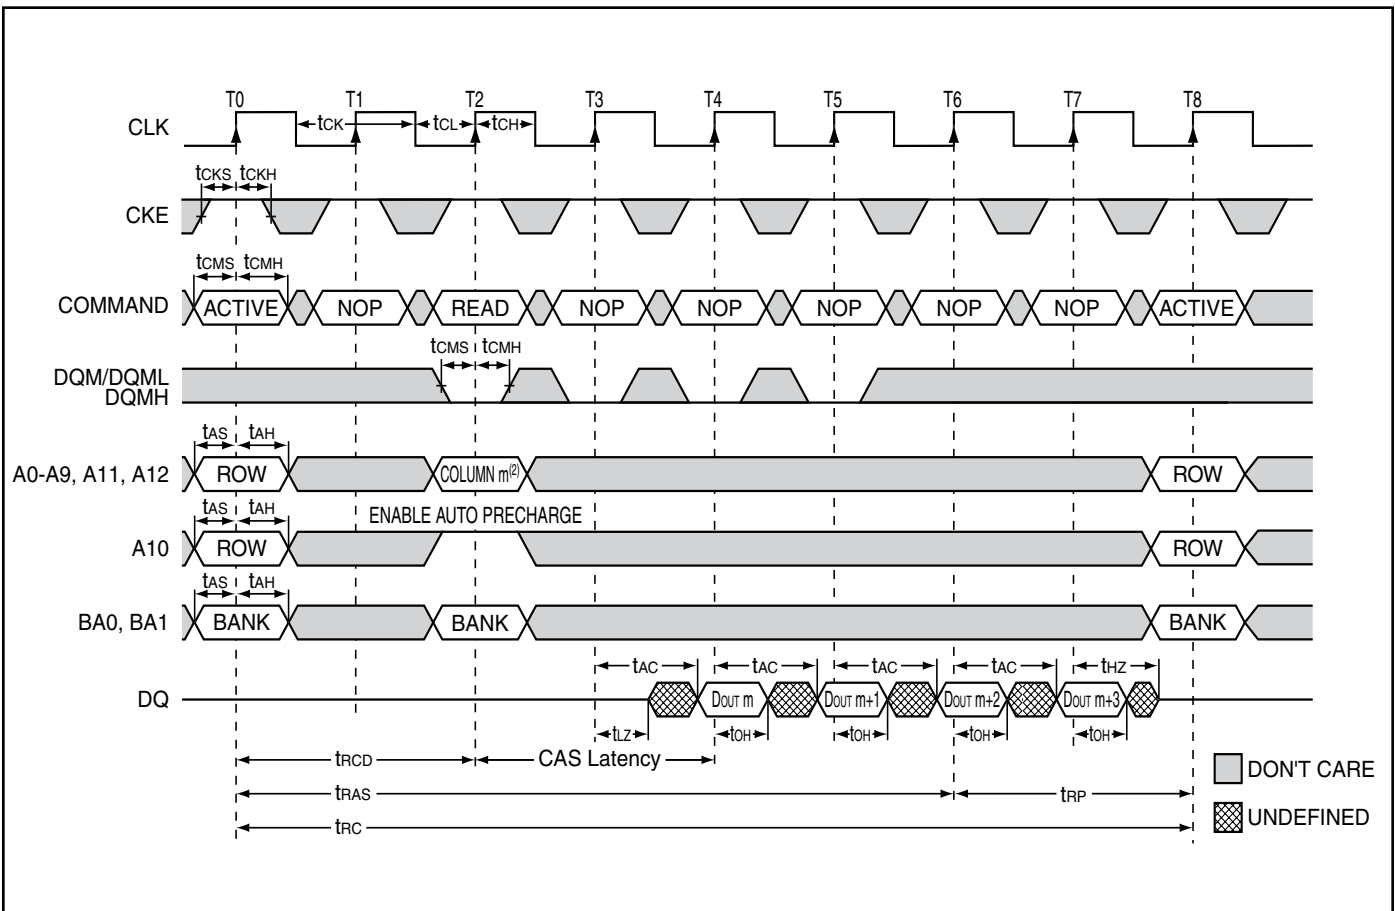 T0 T1 T2 T3 T4 T5 T6 T7 T8
CLK tCK tCL tCH
tCKS tCKH
CKE
tCMS tCMH
COMMAND ACTIVE NOP READ NOP NOP NOP NOP NOP ACTIVE
tCMS tCMH
DQM/DQML
DQMH
tAS tAH
A0-A9, A11, A12 ROW COLUMN m(2) ROW
tAS tAH ENABLE AUTO PRECHARGE
A10 ROW ROW
tAS tAH
BA0, BA1 BANK BANK BANK
tAC tAC tAC tAC tHZ
DQ DOUT m DOUT m+1 DOUT m+2 DOUT m+3
tLZ tOH tOH tOH tOH
tRCD CAS Latency
DON'T CARE
tRAS tRP
UNDEFINED
tRC